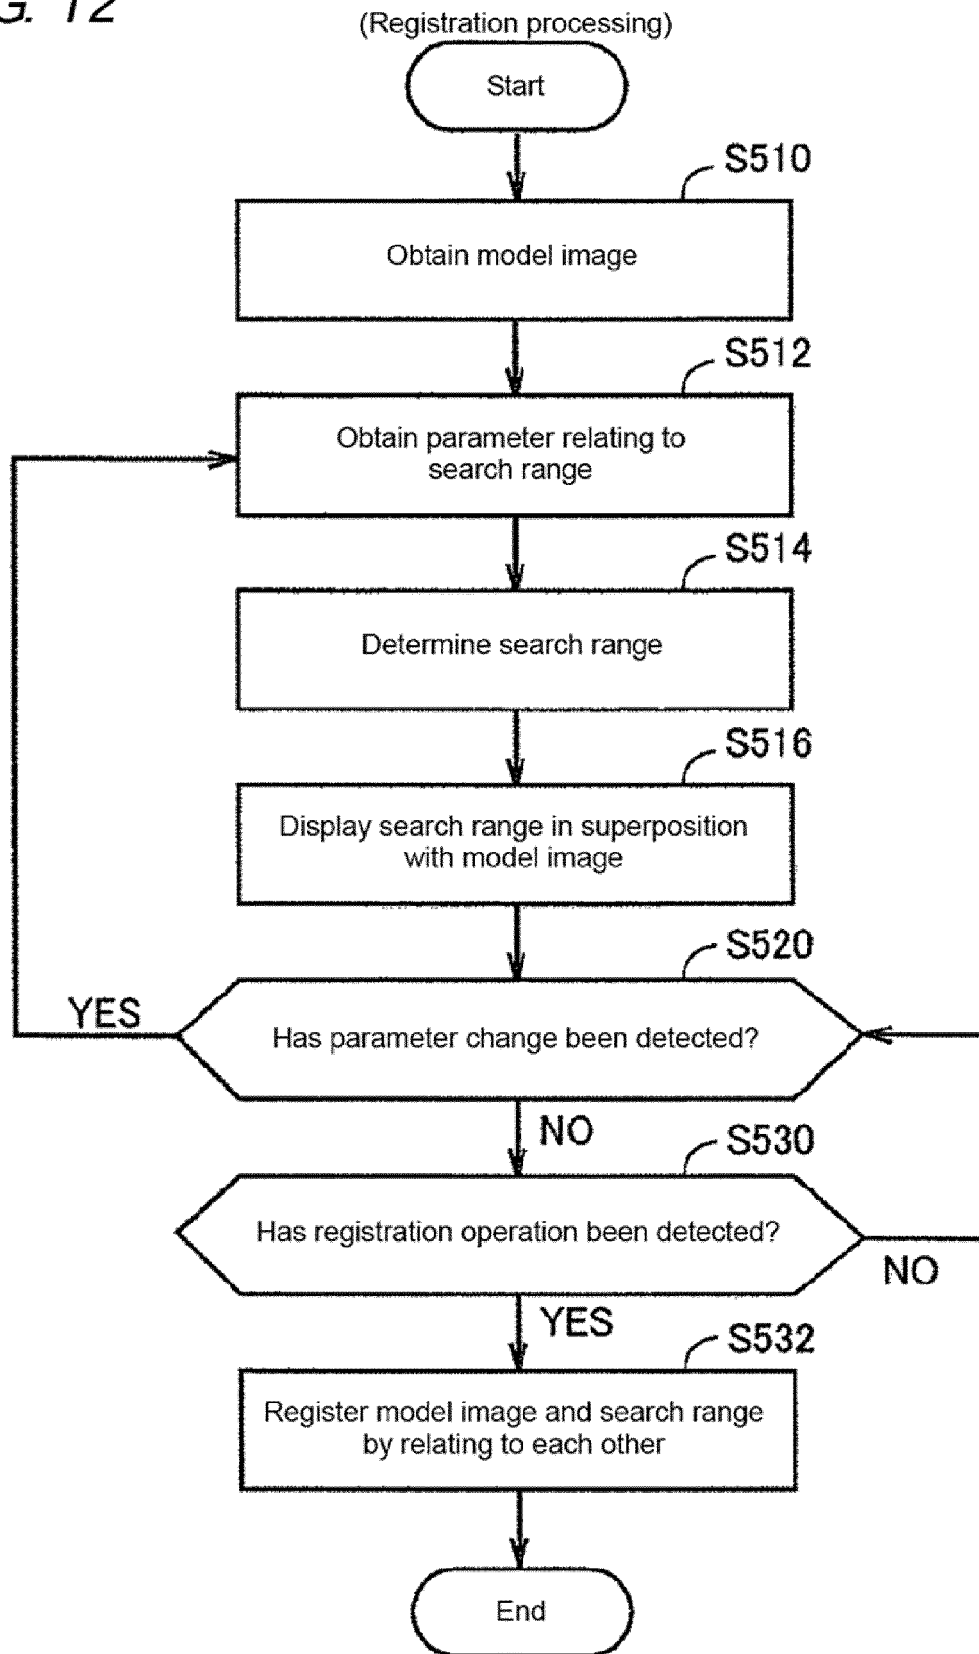 G. 12
(Registration processing)
Start
S510
Obtain model image
S512
Obtain parameter relating to
search range
S514
Determine search range
S516
Display search range in superposition
with model image
S520
YES
Has parameter change been detected?
NO
S530
Has registration operation been detected?
NO
YES
S532
Register model image and search range
by relating to each other
End